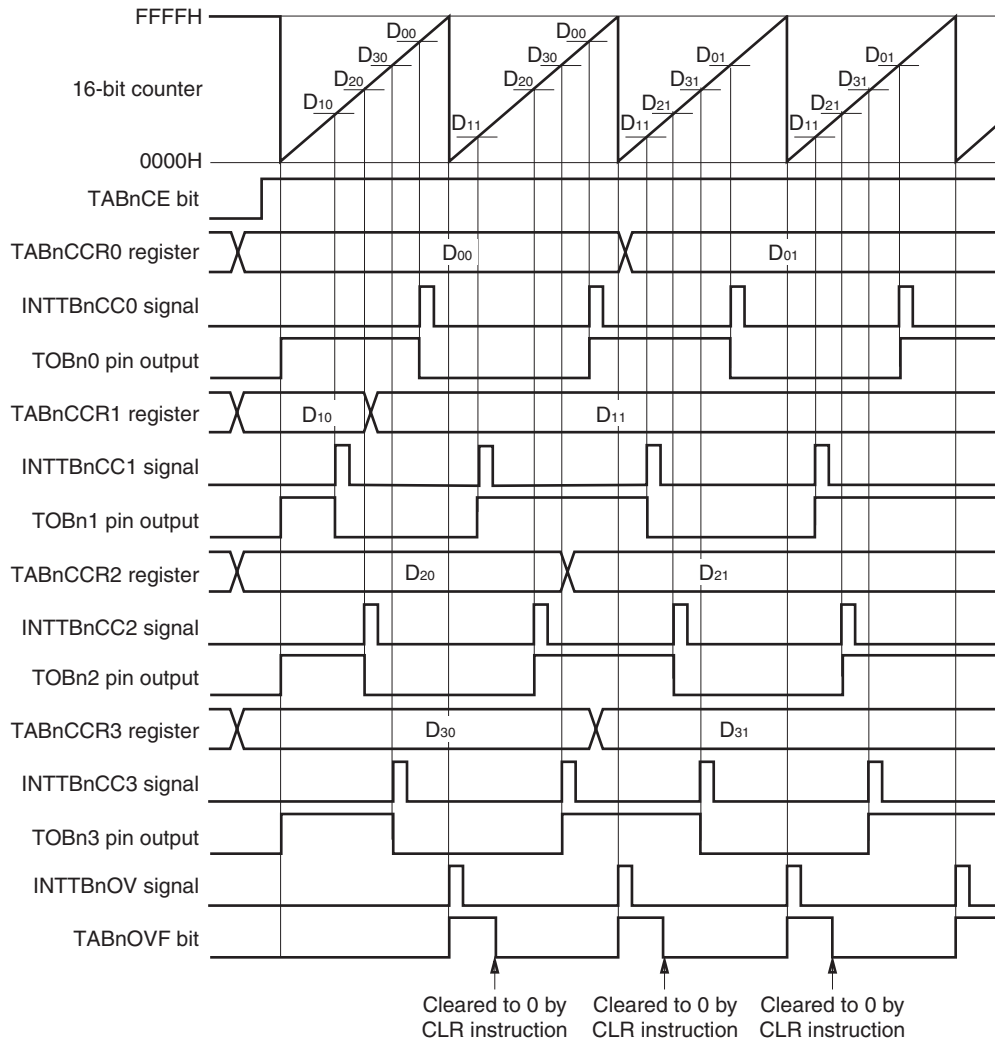 FFFFH
D00 D00
D30 D30 D01 D01
16-bit counter D20 D20 D31 D31
D10 D21 D21
D11 D11 D11
0000H
TABnCE bit
TABnCCR0 register D00 D01
INTTBnCC0 signal
TOBn0 pin output
TABnCCR1 register D10 D11
INTTBnCC1 signal
TOBn1 pin output
TABnCCR2 register D20 D21
INTTBnCC2 signal
TOBn2 pin output
TABnCCR3 register D30 D31
INTTBnCC3 signal
TOBn3 pin output
INTTBnOV signal
TABnOVF bit
Cleared to 0 by Cleared to 0 by Cleared to 0 by
CLR instruction CLR instruction CLR instruction